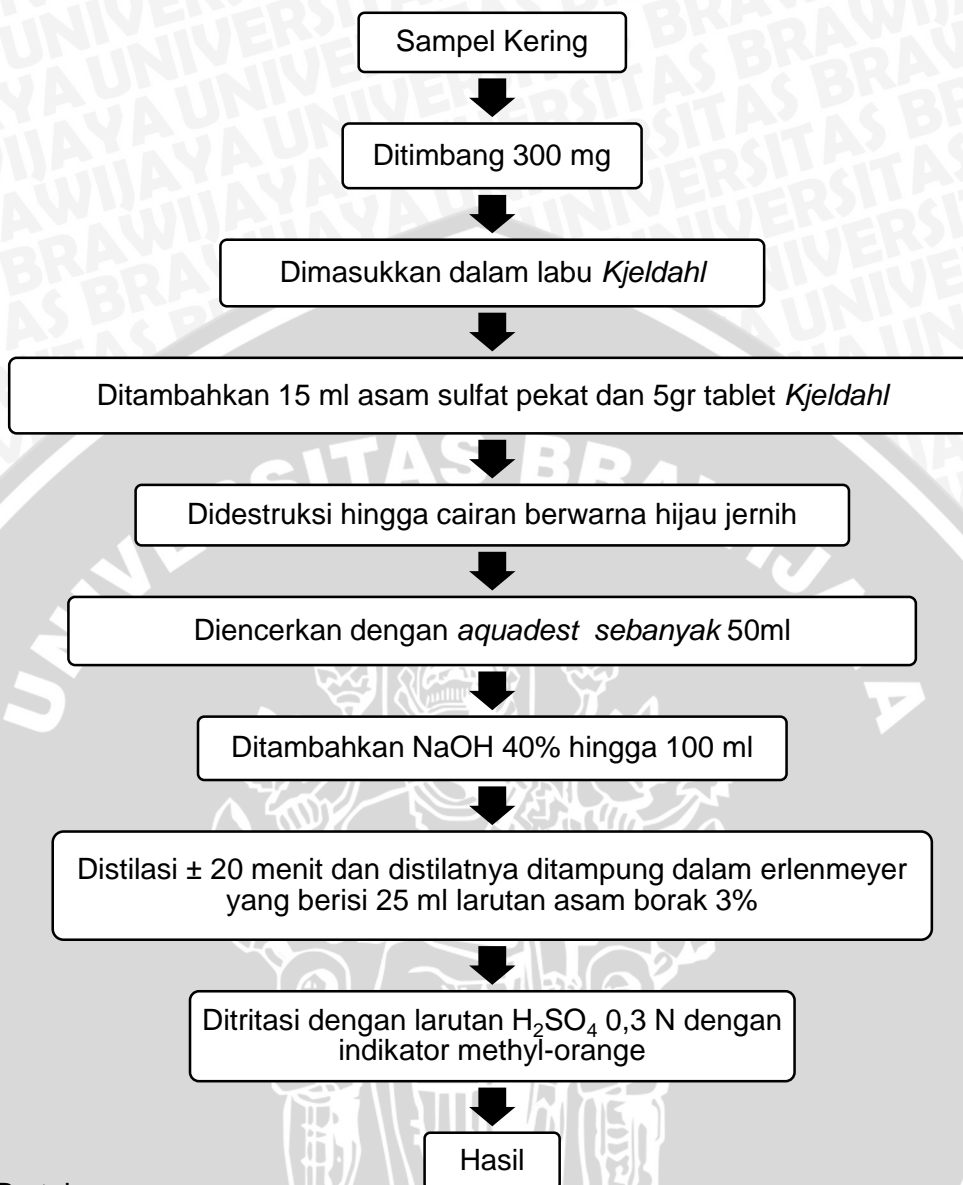 Sampel Kering
Ditimbang 300 mg
Dimasukkan dalam labu Kjeldahl
Ditambahkan 15 ml asam sulfat pekat dan 5gr tablet Kjeldahl
Didestruksi hingga cairan berwarna hijau jernih
Diencerkan dengan aquadest sebanyak 50ml
Ditambahkan NaOH 40% hingga 100 ml
Distilasi ± 20 menit dan distilatnya ditampung dalam erlenmeyer
yang berisi 25 ml larutan asam borak 3%
Ditritasi dengan larutan H₂SO₄ 0,3 N dengan
indikator methyl-orange
Hasil
UNIVERSITAS BRAWIJAYA